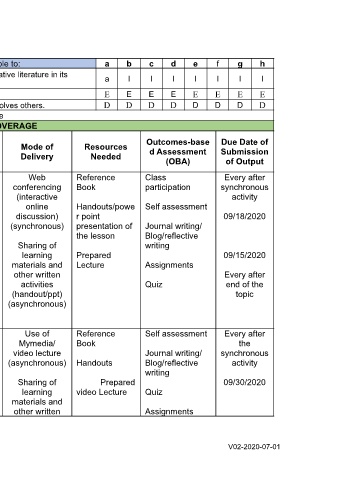 ble to: a b c d e f g h
ative literature in its a I I I I I I I
E E E E E E E E
olves others. D D D D D D D D
e
OVERAGE
Mode of
Delivery
Resources
Needed
Outcomes-base
d Assessment
(OBA)
Due Date of
Submission
of Output
Web
conferencing
(interactive
online
discussion)
(synchronous)
Sharing of
learning
materials and
other written
activities
(handout/ppt)
(asynchronous)
Reference
Book
Handouts/powe
r point
presentation of
the lesson
Prepared
Lecture
Class
participation
Self assessment
Journal writing/
Blog/reflective
writing
Assignments
Quiz
Every after
synchronous
activity
09/18/2020
09/15/2020
Every after
end of the
topic
Use of
Mymedia/
video lecture
(asynchronous)
Sharing of
learning
materials and
other written
Reference
Book
Handouts
Prepared
video Lecture
Self assessment
Journal writing/
Blog/reflective
writing
Quiz
Assignments
Every after
the
synchronous
activity
09/30/2020
V02-2020-07-01